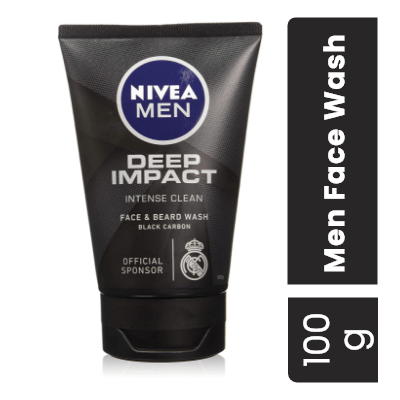 NIVEA
MEN
DEEP
IMPACT
INTENSE CLEAN
FACE & BEARD WASH
BLACK CARBON
OFFICIAL
SPONSOR
Men Face Wash
100
g